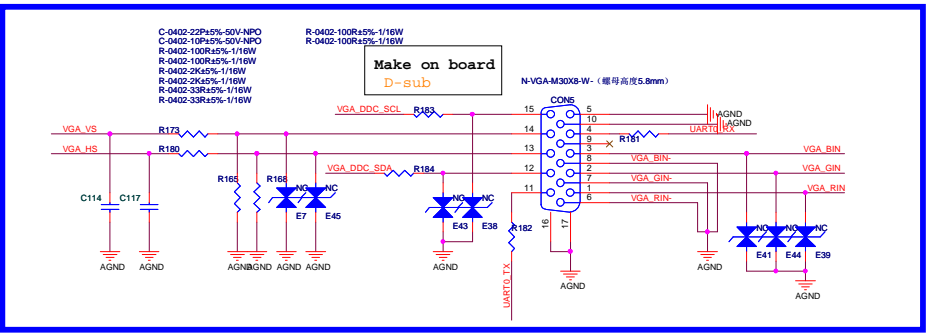 C-0402-22P±5%-50V-NPO
C-0402-10P±5%-50V-NPO
R-0402-100R±5%-1/16W
R-0402-100R±5%-1/16W
R-0402-2K±5%-1/16W
R-0402-2K±5%-1/16W
R-0402-33R±5%-1/16W
R-0402-33R±5%-1/16W
R-0402-100R±5%-1/16W
R-0402-100R±5%-1/16W
Make on board
D-sub
N-VGA-M30X8-W-（螺母高度5.8mm）
CON5
VGA_DDC_SCL
R183
15
5
AGND
10
AGND
VGA_VS
R173
14
4
R181
UART0_RX
9
VGA_HS
R180
13
3
VGA_BIN
8
VGA_BIN-
VGA_DDC_SDA
R184
12
2
VGA_GIN
7
VGA_GIN-
R165
R168
NC
NC
11
1
VGA_RIN
6
VGA_RIN-
C114
C117
E7
E45
NC
NC
E43
E38
R182
16
17
NC
NC
NC
E41
E44
E39
AGND
AGND
AGND
AGND
AGND
AGND
AGND
UART0_TX
AGND
AGND
AGND